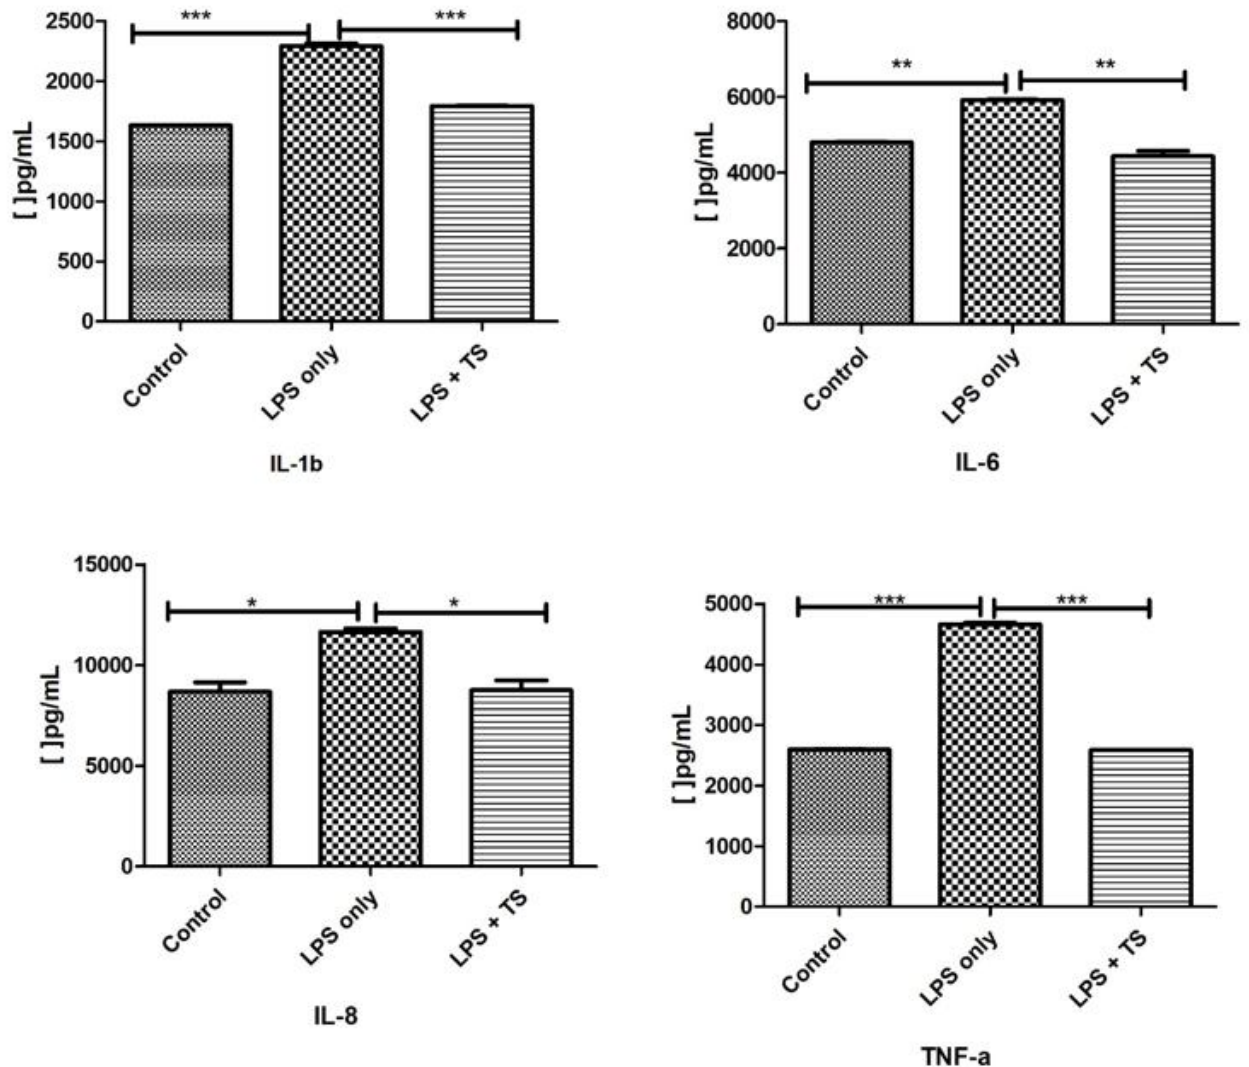 2500
2000
1500
1000
500
0
[ ]pg/mL
*** ***
Control
LPS only
LPS + TS
IL-1b
8000
6000
4000
2000
0
[ ]pg/mL
** **
Control
LPS only
LPS + TS
IL-6
15000
10000
5000
0
[ ]pg/mL
* *
Control
LPS only
LPS + TS
IL-8
5000
4000
3000
2000
1000
0
[ ]pg/mL
*** ***
Control
LPS only
LPS + TS
TNF-a